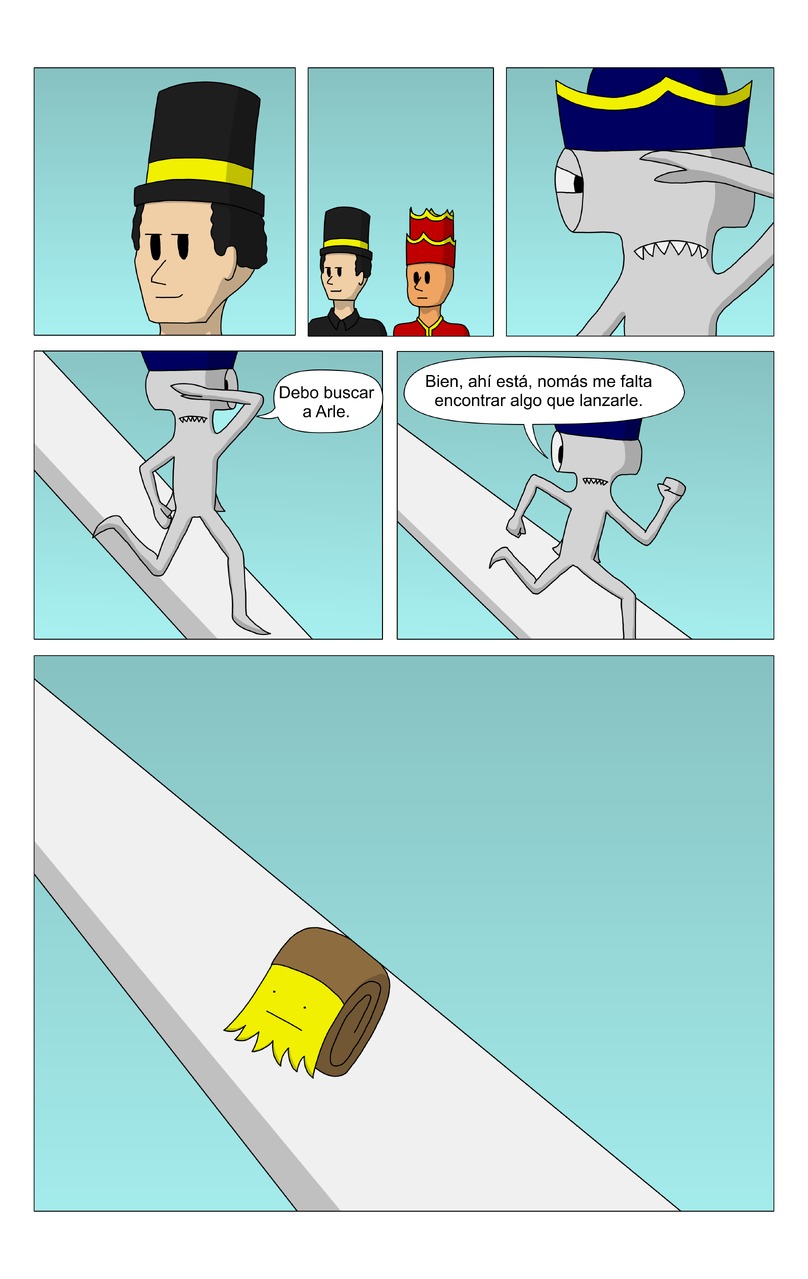 Debo buscar
a Arle.
Bien, ahí está, nomás me falta
encontrar algo que lanzarle.